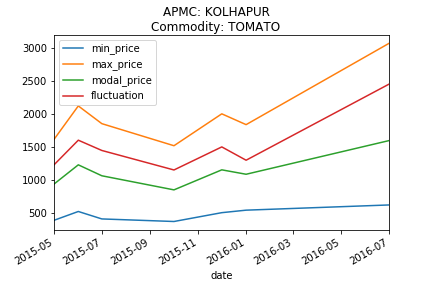 APMC: KOLHAPUR
Commodity: TOMATO
3000
2500
2000
1500
1000
500
min_price
max_price
modal_price
fluctuation
2015-05
2015-07
2015-09
2015-11
2016-01
2016-03
2016-05
2016-07
date